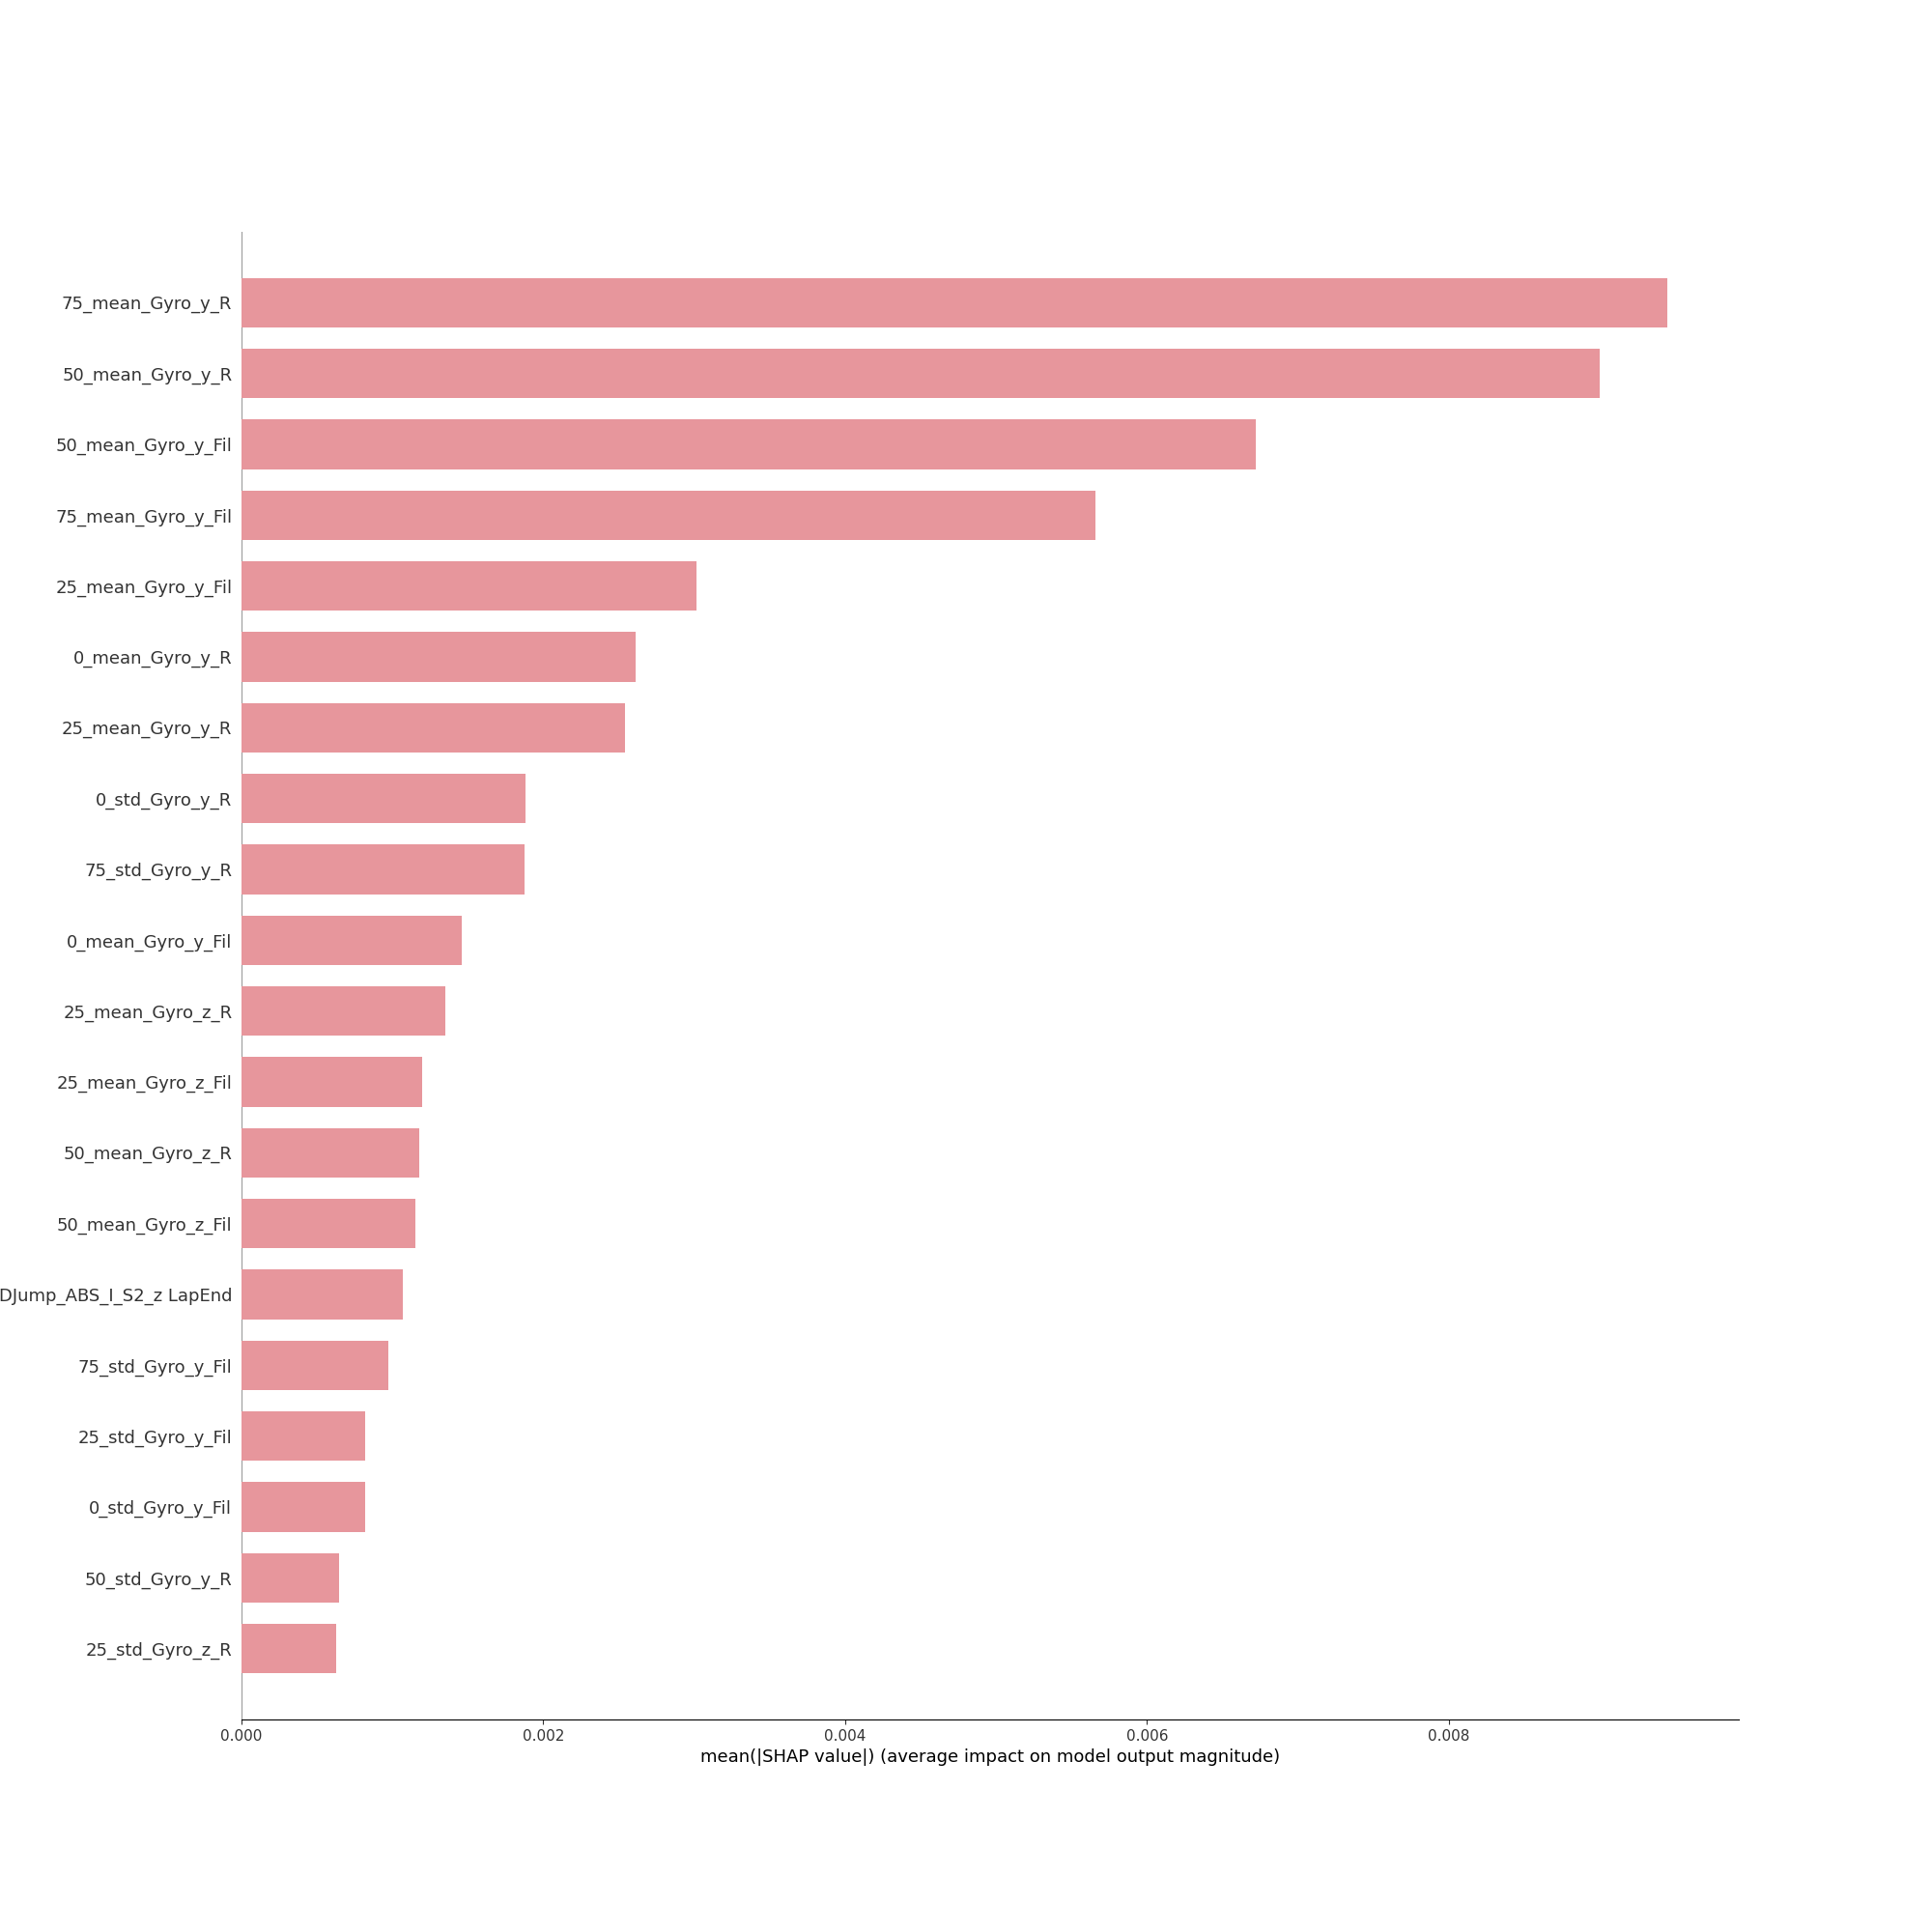 75_mean_Gyro_y_R
50_mean_Gyro_y_R
50_mean_Gyro_y_Fil
75_mean_Gyro_y_Fil
25_mean_Gyro_y_Fil
0_mean_Gyro_y_R
25_mean_Gyro_y_R
0_std_Gyro_y_R
75_std_Gyro_y_R
0_mean_Gyro_y_Fil
25_mean_Gyro_z_R
25_mean_Gyro_z_Fil
50_mean_Gyro_z_R
50_mean_Gyro_z_Fil
DJump_ABS_I_S2_z LapEnd
75_std_Gyro_y_Fil
25_std_Gyro_y_Fil
0_std_Gyro_y_Fil
50_std_Gyro_y_R
25_std_Gyro_z_R
0.000 0.002 0.004 0.006 0.008
mean(|SHAP value|) (average impact on model output magnitude)